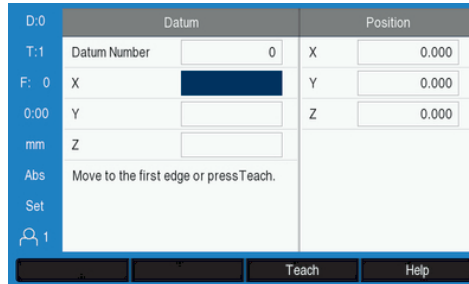 D:0
Datum
Position
T:1
Datum Number
0
X
0.000
F: 0
X
Y
0.000
0:00
Y
Z
0.000
mm
Z
Abs
Move to the first edge or pressTeach.
Set
1
Teach
Help